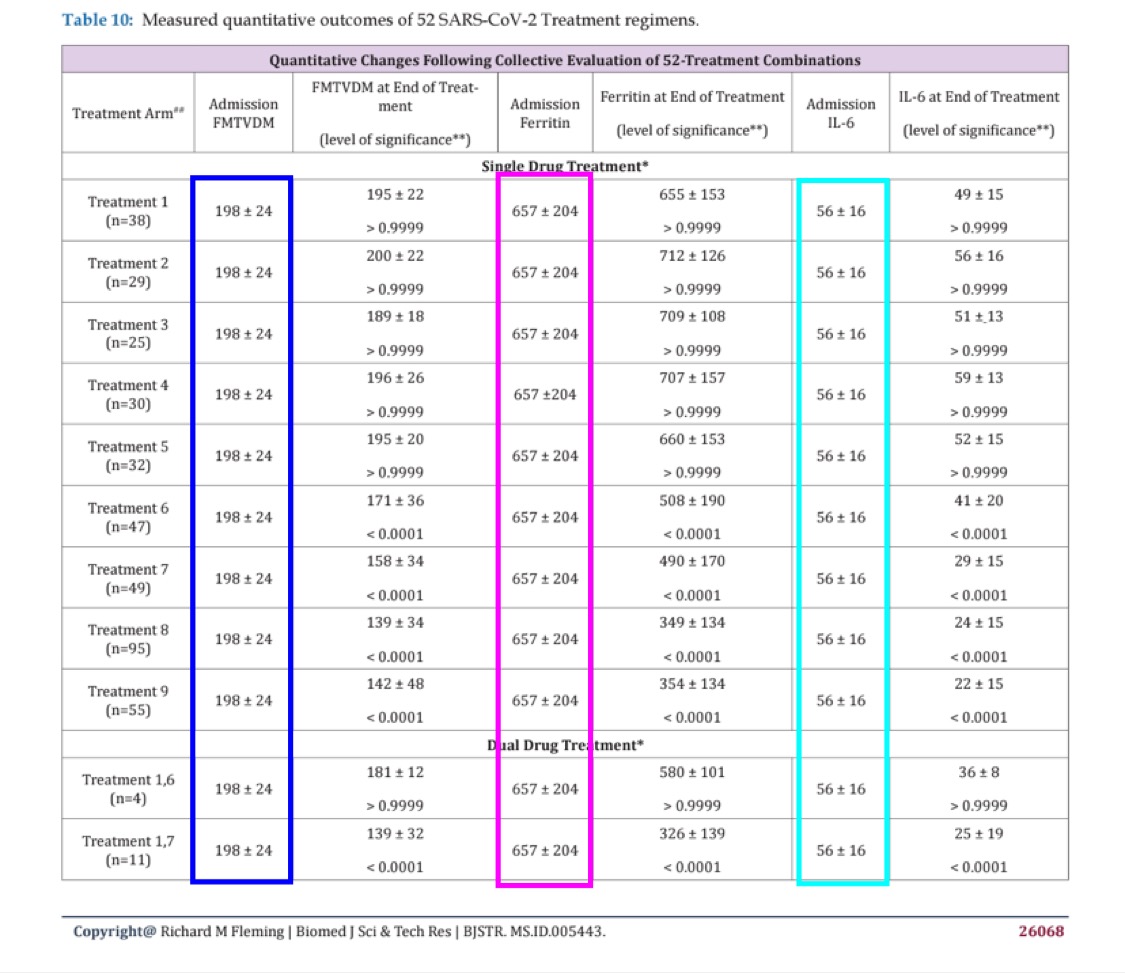 Table 10: Measured quantitative outcomes of 52 SARS-CoV-2 Treatment regimens.
Quantitative Changes Following Collective Evaluation of 52-Treatment Combinations
Treatment Arm## Admission FMTVDM FMTVDM at End of Treat-ment (level of significance**) Admission Ferritin Ferritin at End of Treatment (level of significance**) Admission IL-6 IL-6 at End of Treatment (level of significance**)
Single Drug Treatment*
Treatment 1 (n=38) 198 ± 24 195 ± 22 > 0.9999 657 ± 204 655 ± 153 > 0.9999 56 ± 16 49 ± 15 > 0.9999
Treatment 2 (n=29) 198 ± 24 200 ± 22 > 0.9999 657 ± 204 712 ± 126 > 0.9999 56 ± 16 56 ± 16 > 0.9999
Treatment 3 (n=25) 198 ± 24 189 ± 18 > 0.9999 657 ± 204 709 ± 108 > 0.9999 56 ± 16 51 ± 13 > 0.9999
Treatment 4 (n=30) 198 ± 24 196 ± 26 > 0.9999 657 ±204 707 ± 157 > 0.9999 56 ± 16 59 ± 13 > 0.9999
Treatment 5 (n=32) 198 ± 24 195 ± 20 > 0.9999 657 ± 204 660 ± 153 > 0.9999 56 ± 16 52 ± 15 > 0.9999
Treatment 6 (n=47) 198 ± 24 171 ± 36 < 0.0001 657 ± 204 508 ± 190 < 0.0001 56 ± 16 41 ± 20 < 0.0001
Treatment 7 (n=49) 198 ± 24 158 ± 34 < 0.0001 657 ± 204 490 ± 170 < 0.0001 56 ± 16 29 ± 15 < 0.0001
Treatment 8 (n=95) 198 ± 24 139 ± 34 < 0.0001 657 ± 204 349 ± 134 < 0.0001 56 ± 16 24 ± 15 < 0.0001
Treatment 9 (n=55) 198 ± 24 142 ± 48 < 0.0001 657 ± 204 354 ± 134 < 0.0001 56 ± 16 22 ± 15 < 0.0001
Dual Drug Treatment*
Treatment 1,6 (n=4) 198 ± 24 181 ± 12 > 0.9999 657 ± 204 580 ± 101 > 0.9999 56 ± 16 36 ± 8 > 0.9999
Treatment 1,7 (n=11) 198 ± 24 139 ± 32 < 0.0001 657 ± 204 326 ± 139 < 0.0001 56 ± 16 25 ± 19 < 0.0001
Copyright@ Richard M Fleming | Biomed J Sci & Tech Res | BJSTR. MS.ID.005443. 26068